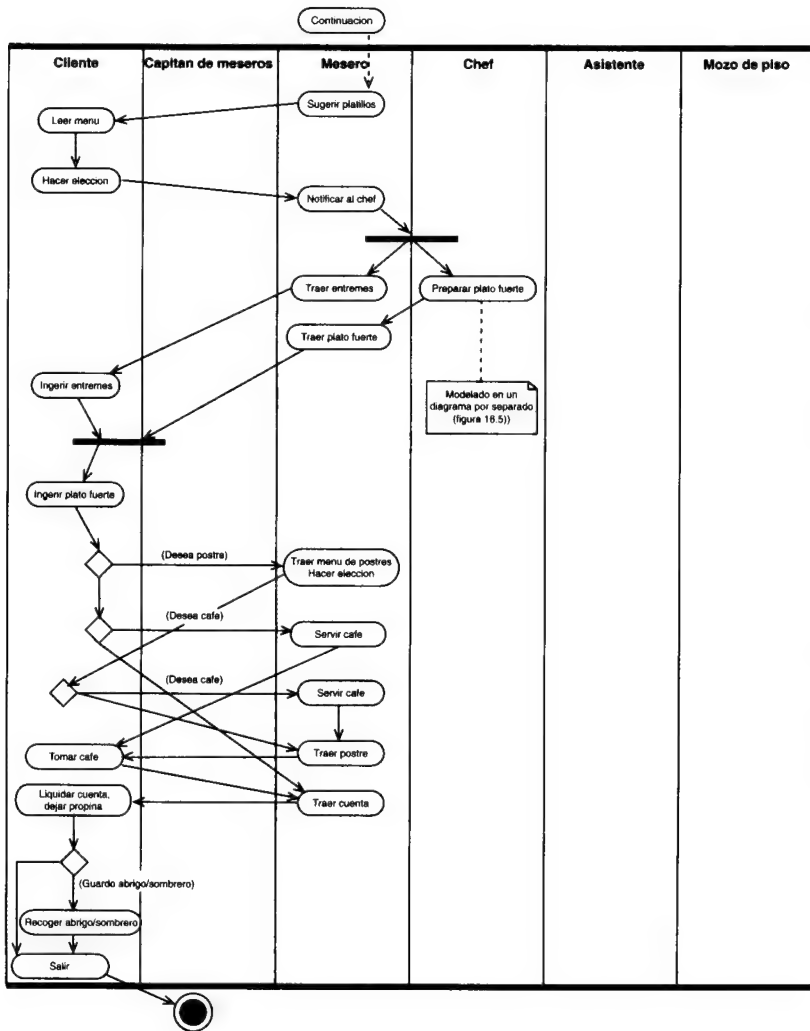 Continuacion
Cliente
Capitan de meseros
Mesero
Chef
Asistente
Mozo de piso
Sugerir platillos
Leer menu
Hacer eleccion
Notificar al chef
Traer entremes
Preparar plato fuerte
Traer plato fuerte
Ingerir entremes
Modelado en un
diagrama por separado
(figura 16.5))
Ingerir plato fuerte
(Desea postre)
Traer menu de postres
Hacer eleccion
(Desea cafe)
Servir cafe
(Desea cafe)
Servir cafe
Tomar cafe
Traer postre
Liquidar cuenta,
dejar propina
Traer cuenta
(Guardo abrigo/sombrero)
Recoger abrigo/sombrero
Salir